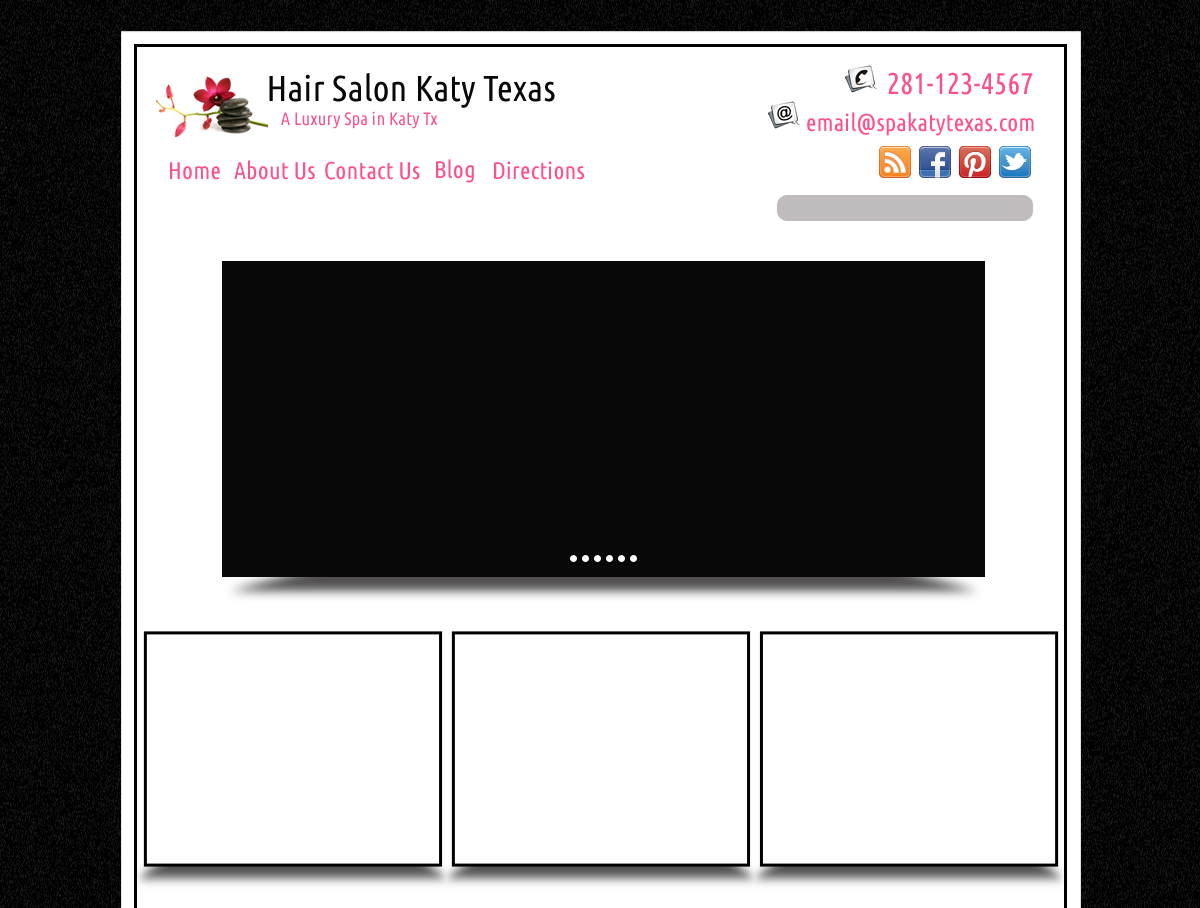 Hair Salon Katy Texas
A Luxury Spa in Katy Tx
281-123-4567
@
email@spakatytexas.com
Home About Us Contact Us Blog Directions